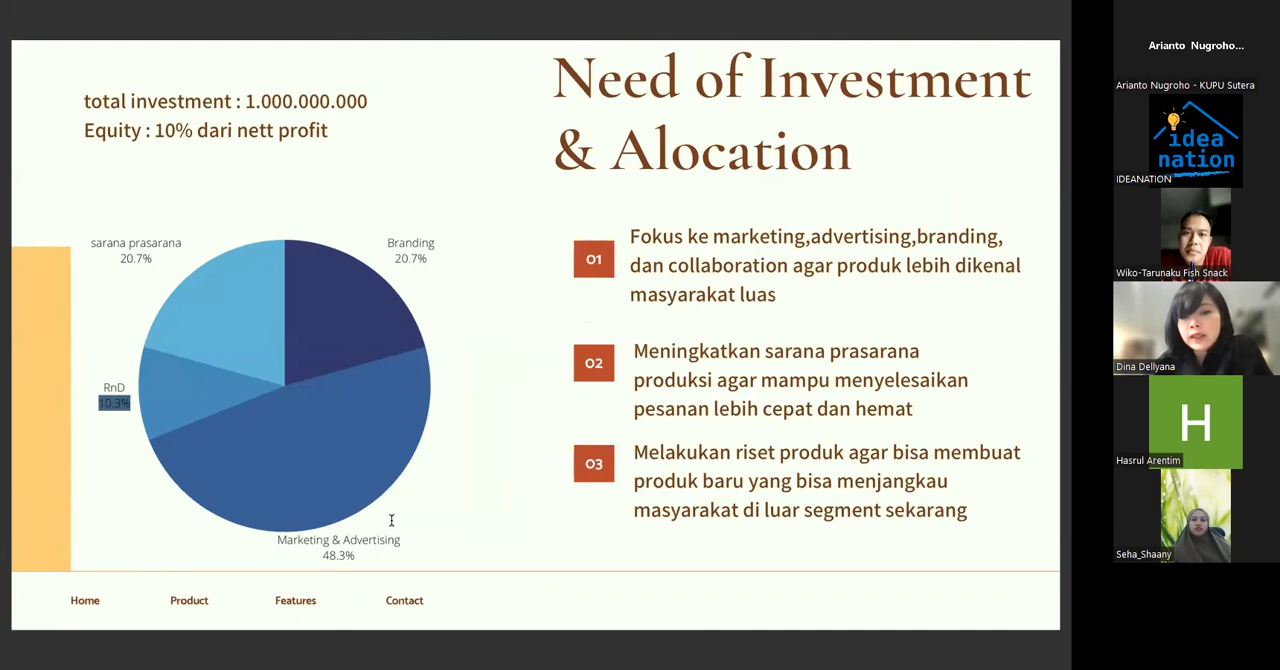 total investment : 1.000.000.000
Equity : 10% dari nett profit
Need of Investment
& Alocation
sarana prasarana
20.7%
Branding
20.7%
RnD
10.3%
Marketing & Advertising
48.3%
01
Fokus ke marketing,advertising,branding,
dan collaboration agar produk lebih dikenal
masyarakat luas
02
Meningkatkan sarana prasarana
produksi agar mampu menyelesaikan
pesanan lebih cepat dan hemat
03
Melakukan riset produk agar bisa membuat
produk baru yang bisa menjangkau
masyarakat di luar segment sekarang
Home
Product
Features
Contact
Arianto Nugroho...
Arianto Nugroho - KUPU Sutera
idea
nation
IDEANATION
Wiko-Tarunaku Fish Snack
Dina Dellyana
H
Hasrul Arentim
Seha_Shaany